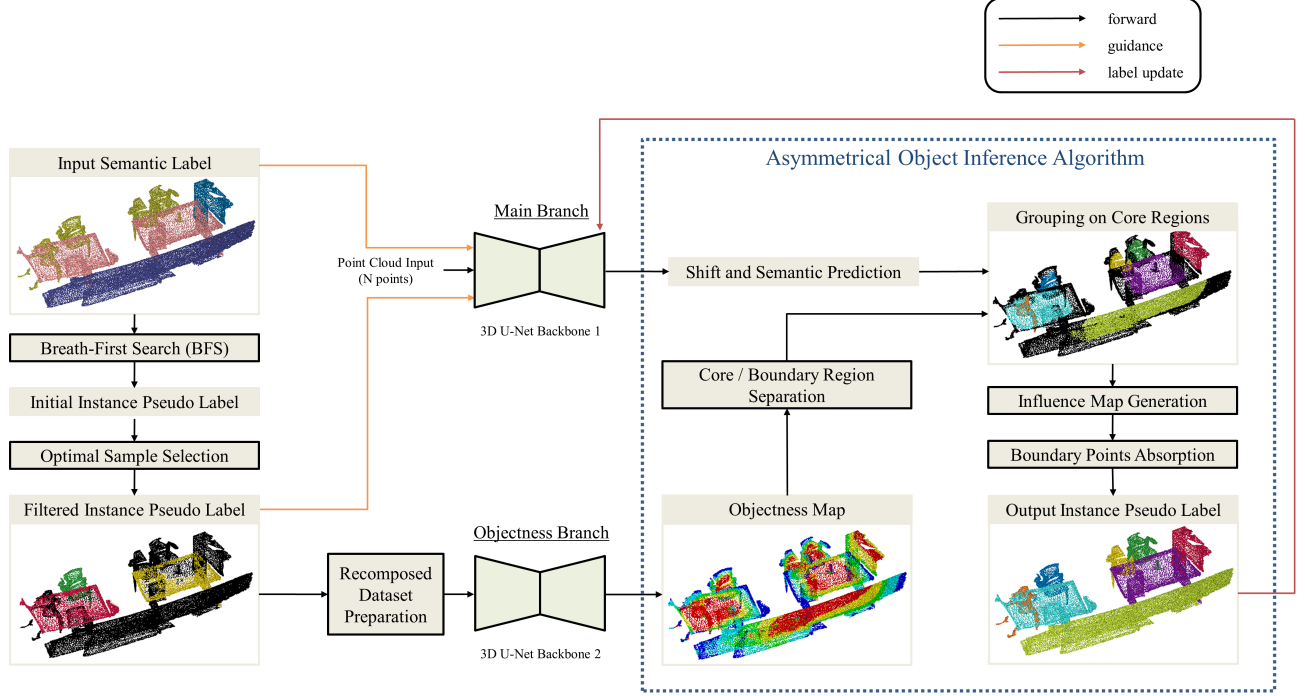 forward
guidance
label update
Input Semantic Label
Breath-First Search (BFS)
Initial Instance Pseudo Label
Optimal Sample Selection
Filtered Instance Pseudo Label
Main Branch
Point Cloud Input
(N points)
3D U-Net Backbone 1
Recomposed
Dataset
Preparation
Objectness Branch
3D U-Net Backbone 2
Asymmetrical Object Inference Algorithm
Shift and Semantic Prediction
Core / Boundary Region
Separation
Objectness Map
Grouping on Core Regions
Influence Map Generation
Boundary Points Absorption
Output Instance Pseudo Label